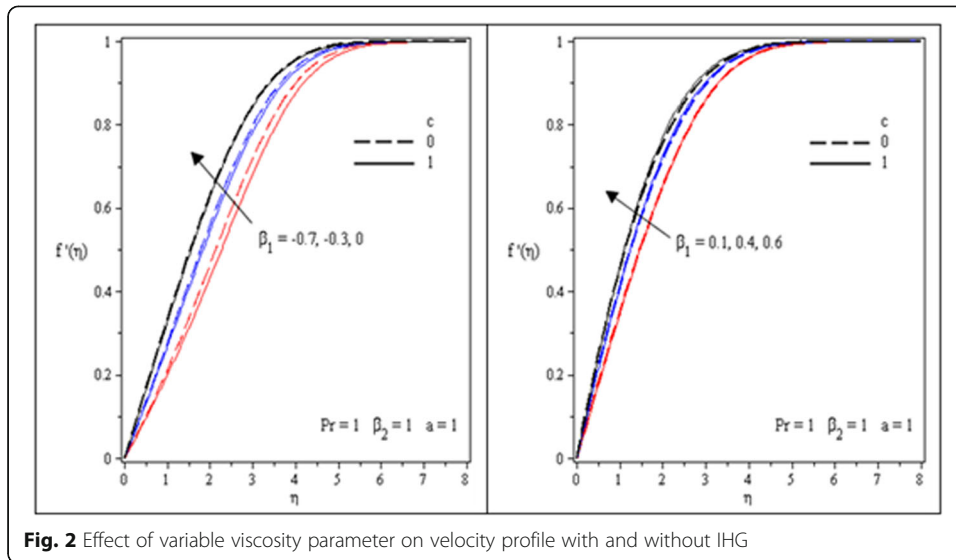 1
0.8
0.6
f '(η)
0.4
0.2
0
0 1 2 3 4 5 6 7 8
η
c
0
1
β1 = -0.7, -0.3, 0
Pr = 1 β2 = 1 a = 1
1
0.8
0.6
f '(η)
0.4
0.2
0
0 1 2 3 4 5 6 7 8
η
c
0
1
β1 = 0.1, 0.4, 0.6
Pr = 1 β2 = 1 a = 1
Fig. 2 Effect of variable viscosity parameter on velocity profile with and without IHG